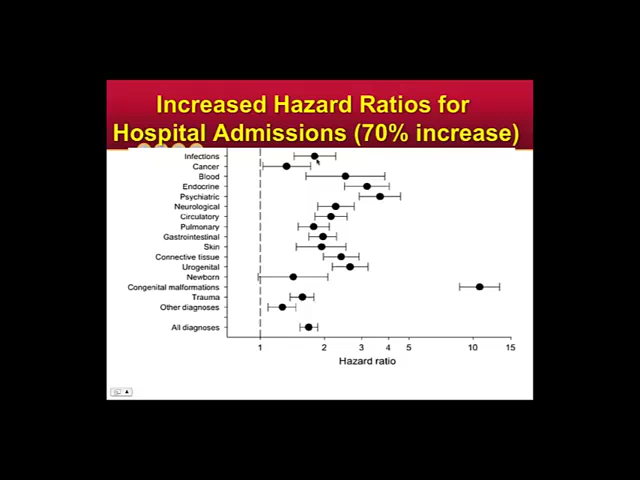 Increased Hazard Ratios for
Hospital Admissions (70% increase)
Infections
Cancer
Blood
Endocrine
Psychiatric
Neurological
Circulatory
Pulmonary
Gastrointestinal
Skin
Connective tissue
Urogenital
Newborn
Congenital malformations
Trauma
Other diagnoses
All diagnoses
1 2 3 4 5 10 15
Hazard ratio